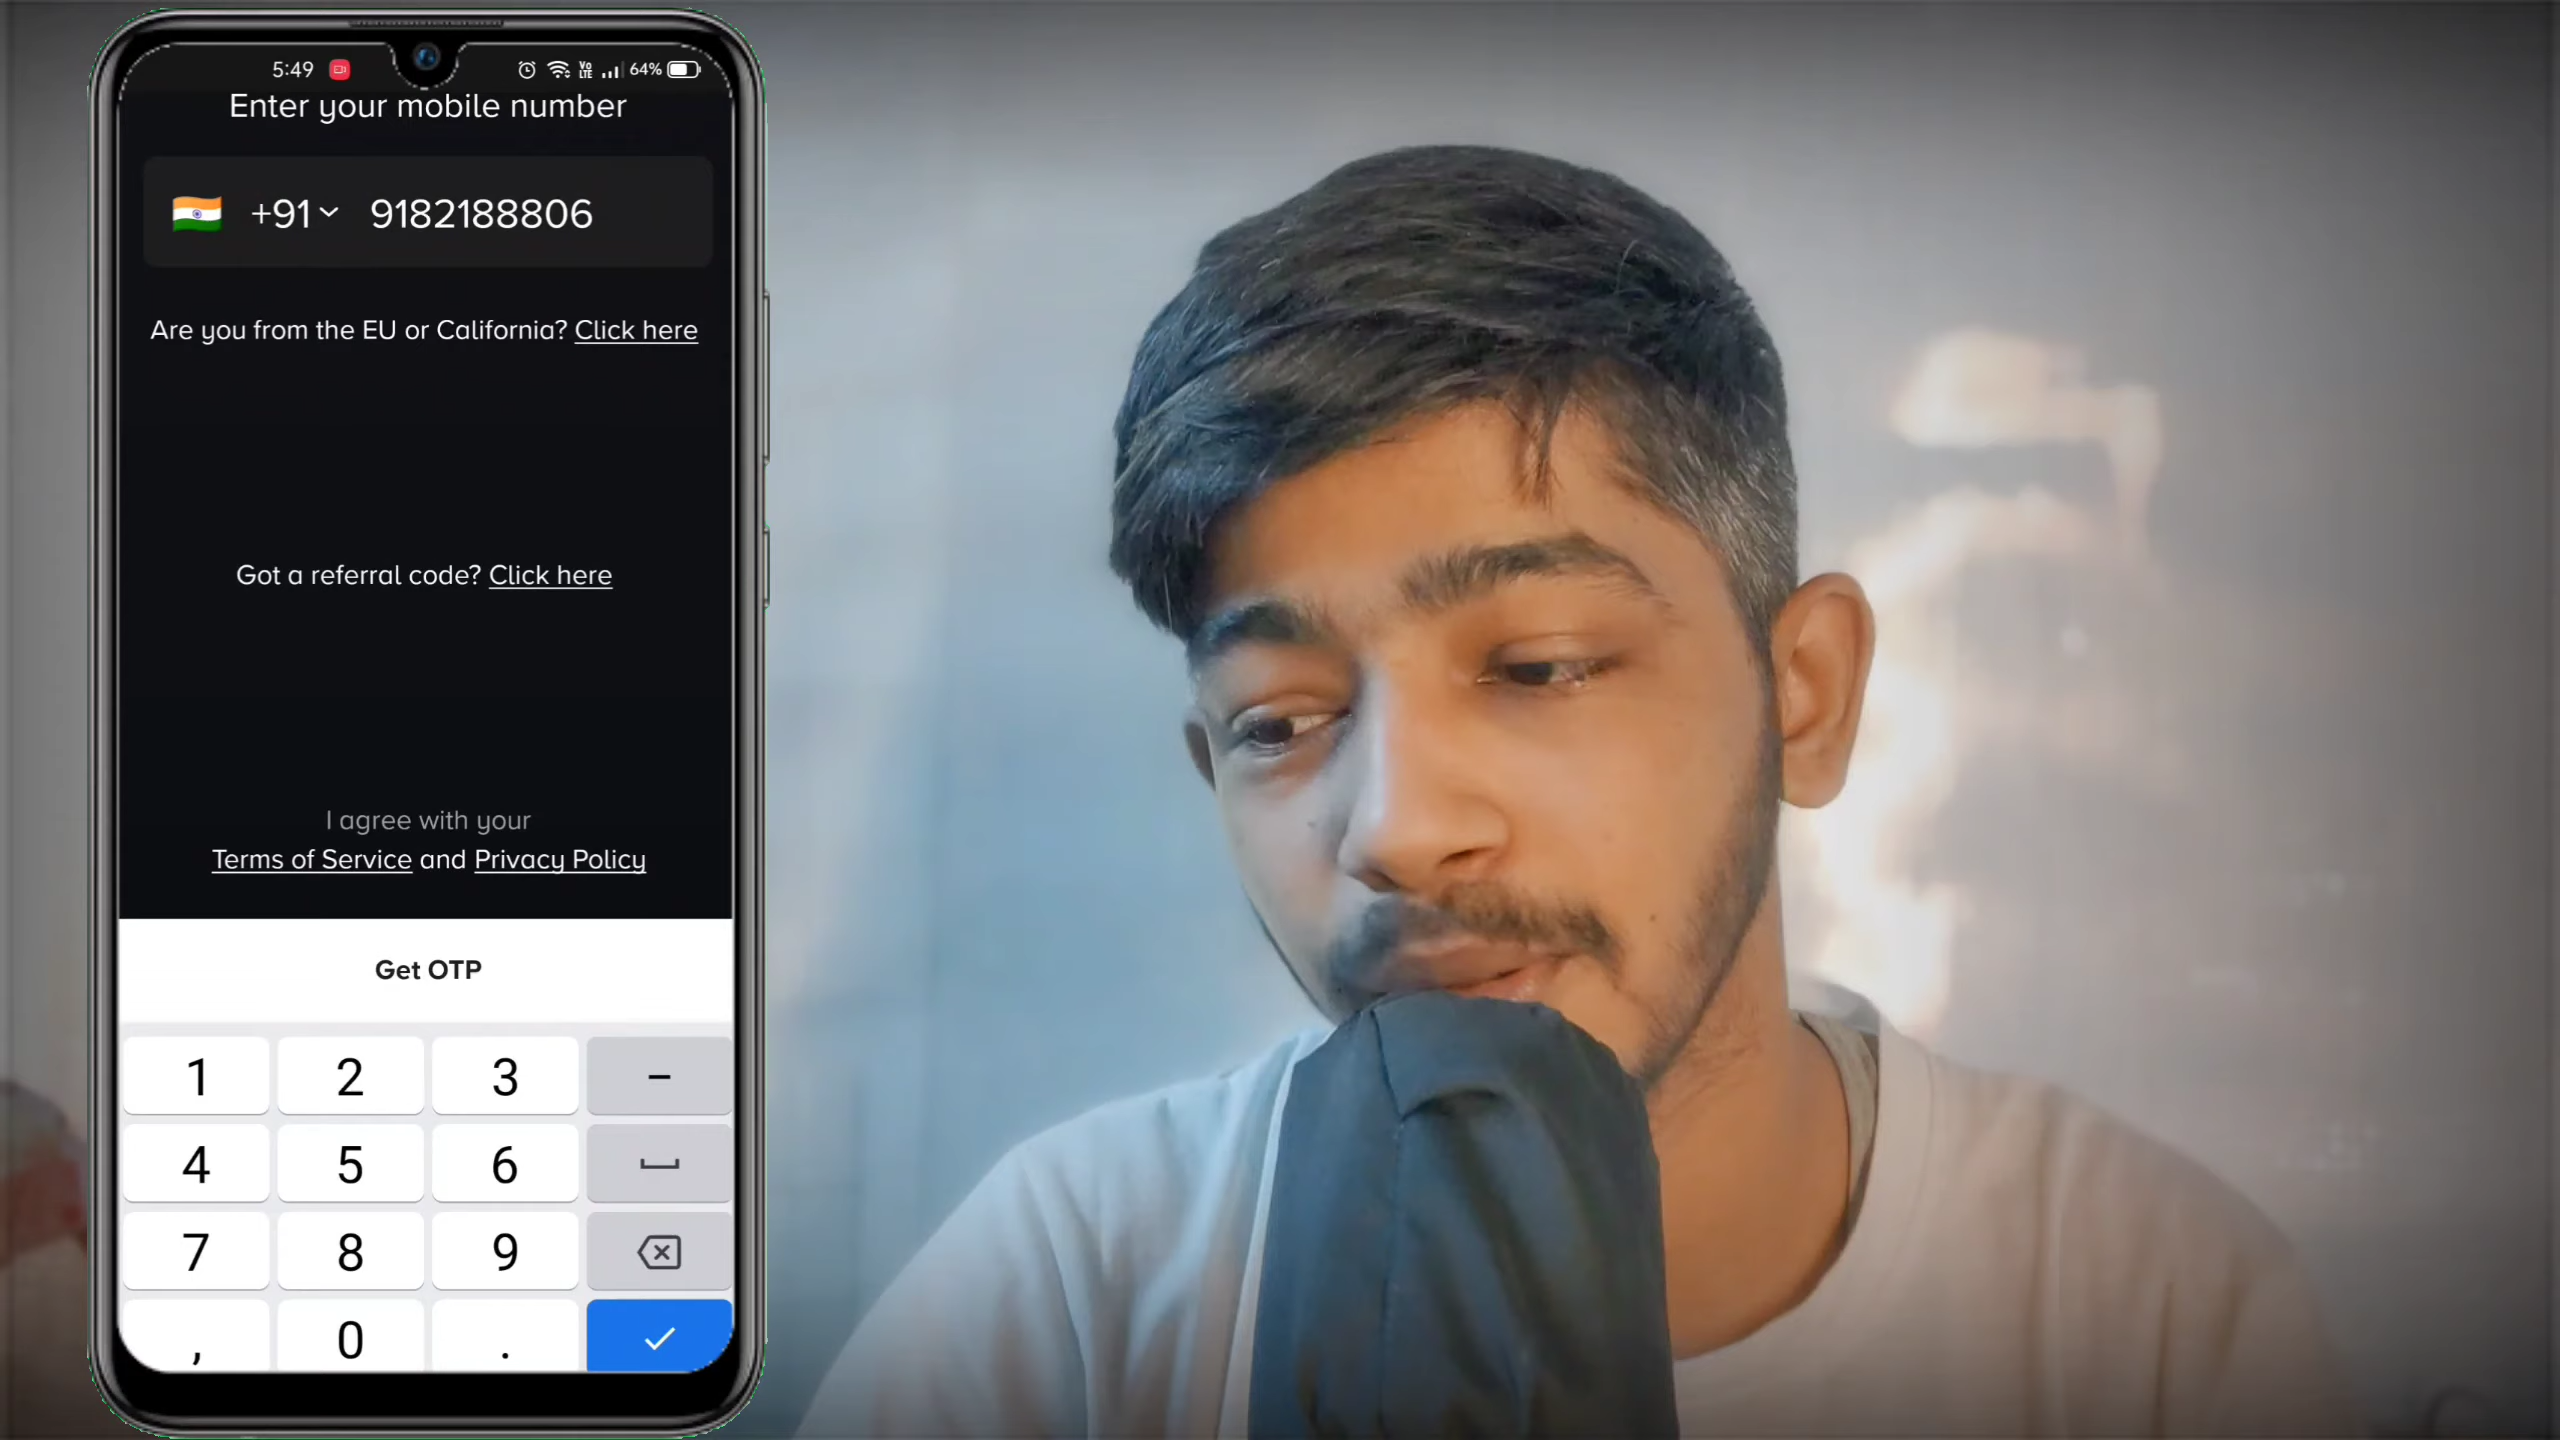 5:49 Vo LTE 64%
Enter your mobile number
+91 9182188806
Are you from the EU or California? Click here
Got a referral code? Click here
I agree with your
Terms of Service and Privacy Policy
Get OTP
1 2 3 –
4 5 6
7 8 9
, 0 .